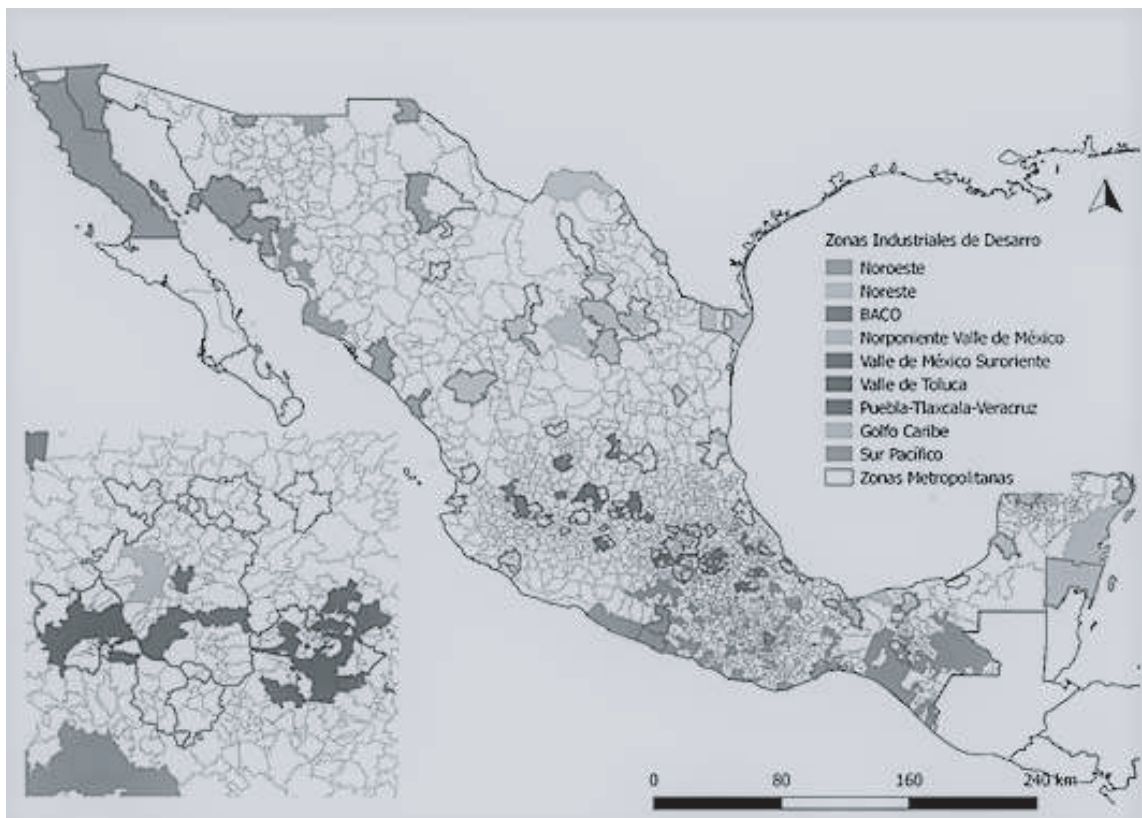 Zonas Industriales de Desarro
Noroeste
Noreste
BACO
Norponiente Valle de México
Valle de México Suroriente
Valle de Toluca
Puebla-Tlaxcala-Veracruz
Golfo Caribe
Sur Pacífico
Zonas Metropolitanas
0 80 160 240 km